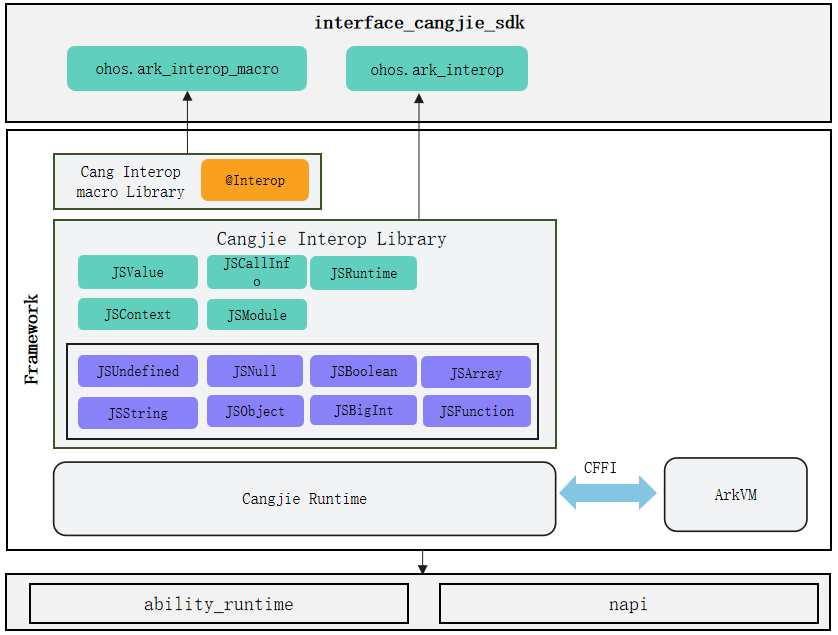 interface_cangjie_sdk
ohos.ark_interop_macro
ohos.ark_interop
Cang Interop
macro Library
@Interop
Framework
Cangjie Interop Library
JSValue
JSCallInf
o
JSRuntime
JSContext
JSModule
JSUndefined
JSNull
JSBoolean
JSArray
JSString
JSObject
JSBigInt
JSFunction
Cangjie Runtime
CFFI
ArkVM
ability_runtime
napi